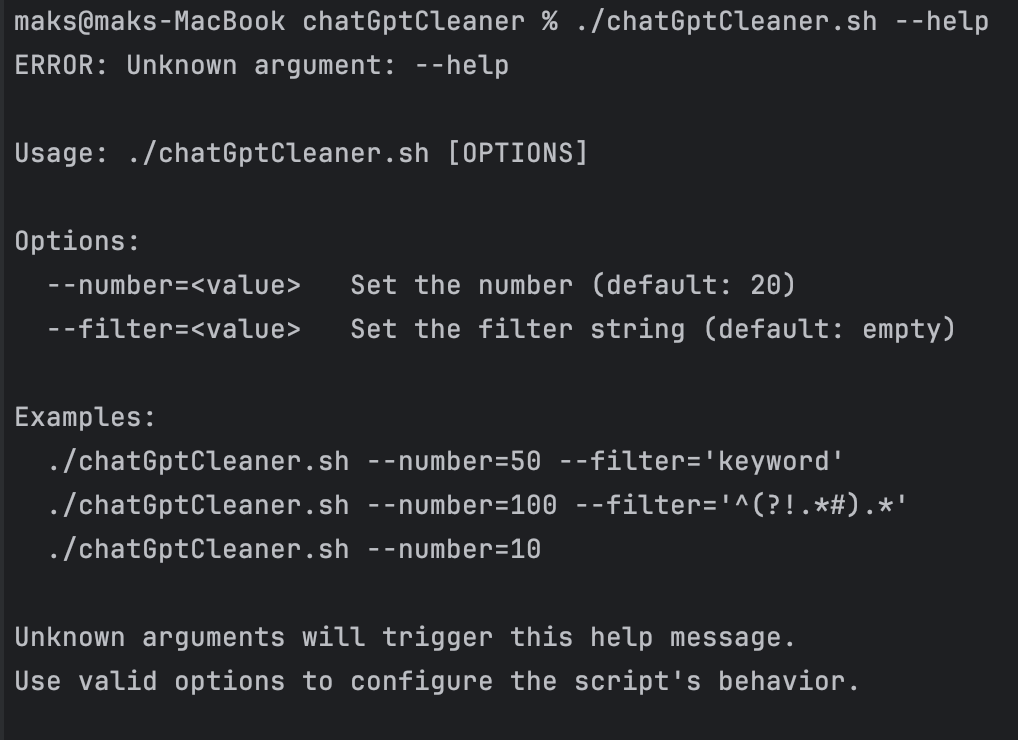 maks@maks-MacBook chatGptCleaner % ./chatGptCleaner.sh --help
ERROR: Unknown argument: --help
Usage: ./chatGptCleaner.sh [OPTIONS]
Options:
--number=<value> Set the number (default: 20)
--filter=<value> Set the filter string (default: empty)
Examples:
./chatGptCleaner.sh --number=50 --filter='keyword'
./chatGptCleaner.sh --number=100 --filter='^(?!.*#).*'
./chatGptCleaner.sh --number=10
Unknown arguments will trigger this help message.
Use valid options to configure the script's behavior.